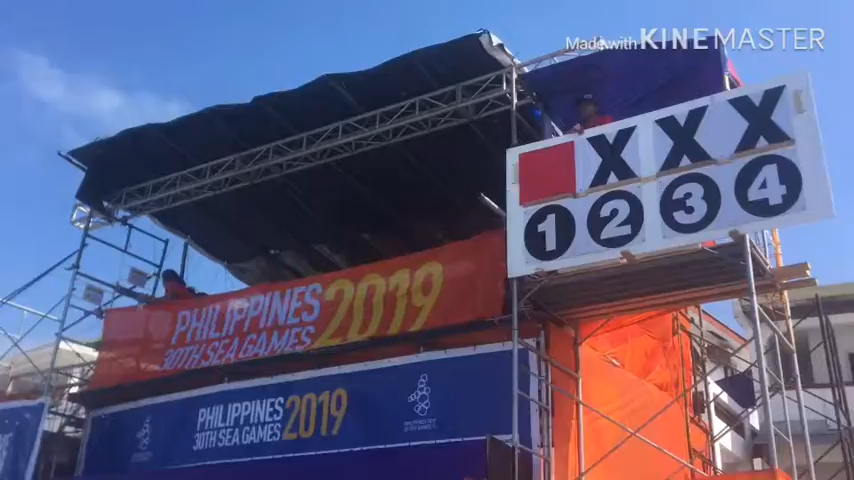 Made with KINEMASTER
X X X
1 2 3 4
PHILIPPINES 2019
30TH SEA GAMES
PHILIPPINES 2019
30TH SEA GAMES